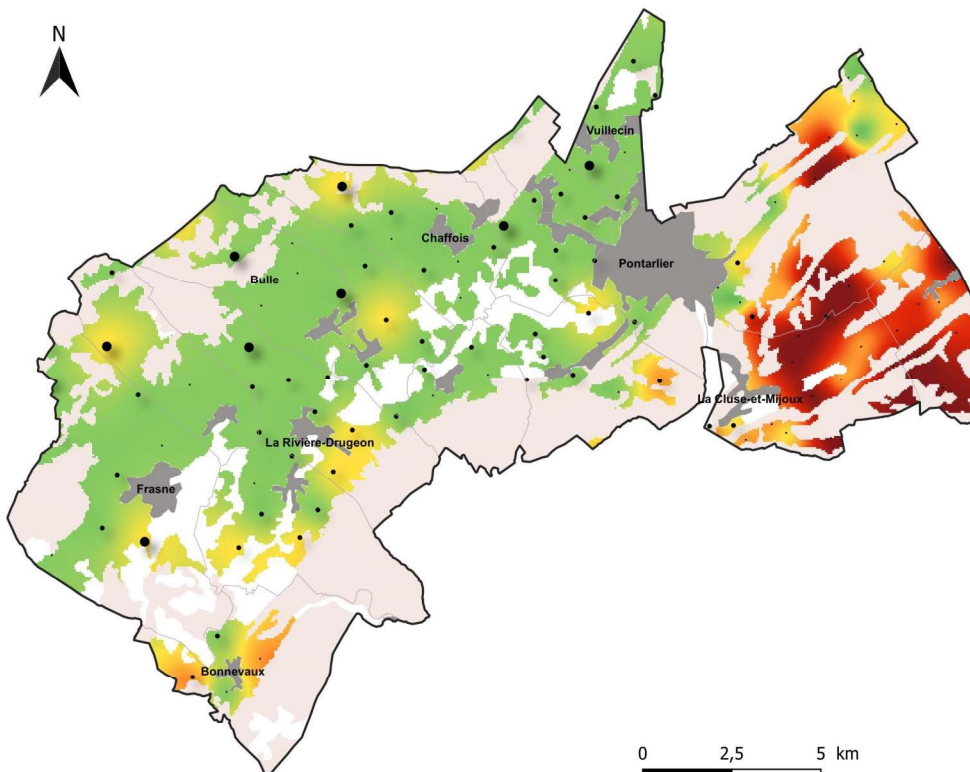 N
Vuillecin
Chaffois
Pontarlier
Bulle
La Cluse-et-Mijoux
La Rivière-Drugeon
Frasne
Bonnevaux
0 2,5 5 km